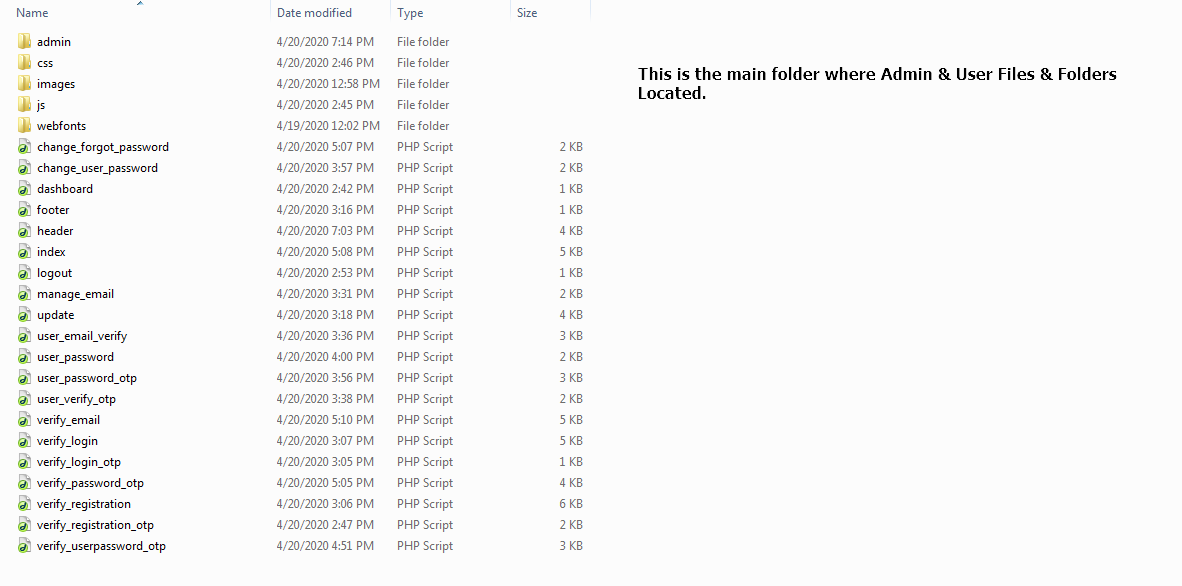 Name Date modified Type Size
admin 4/20/2020 7:14 PM File folder
css 4/20/2020 2:46 PM File folder
images 4/20/2020 12:58 PM File folder
js 4/20/2020 2:45 PM File folder
webfonts 4/19/2020 12:02 PM File folder
change_forgot_password 4/20/2020 5:07 PM PHP Script 2 KB
change_user_password 4/20/2020 3:57 PM PHP Script 2 KB
dashboard 4/20/2020 2:42 PM PHP Script 1 KB
footer 4/20/2020 3:16 PM PHP Script 1 KB
header 4/20/2020 7:03 PM PHP Script 4 KB
index 4/20/2020 5:08 PM PHP Script 5 KB
logout 4/20/2020 2:53 PM PHP Script 1 KB
manage_email 4/20/2020 3:31 PM PHP Script 2 KB
update 4/20/2020 3:18 PM PHP Script 4 KB
user_email_verify 4/20/2020 3:36 PM PHP Script 3 KB
user_password 4/20/2020 4:00 PM PHP Script 2 KB
user_password_otp 4/20/2020 3:56 PM PHP Script 3 KB
user_verify_otp 4/20/2020 3:38 PM PHP Script 2 KB
verify_email 4/20/2020 5:10 PM PHP Script 5 KB
verify_login 4/20/2020 3:07 PM PHP Script 5 KB
verify_login_otp 4/20/2020 3:05 PM PHP Script 1 KB
verify_password_otp 4/20/2020 5:05 PM PHP Script 4 KB
verify_registration 4/20/2020 3:06 PM PHP Script 6 KB
verify_registration_otp 4/20/2020 2:47 PM PHP Script 2 KB
verify_userpassword_otp 4/20/2020 4:51 PM PHP Script 3 KB
This is the main folder where Admin & User Files & Folders
Located.